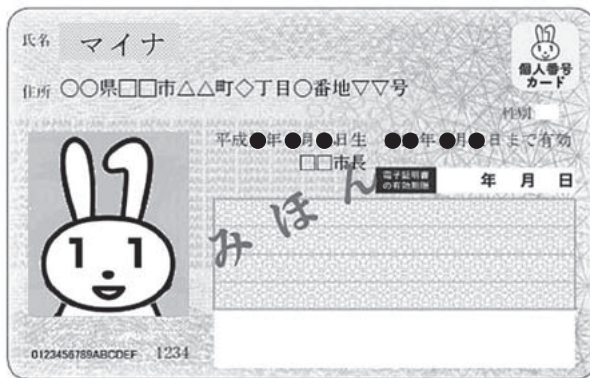 氏名 マイナ
個人番号
カード
住所 〇〇県□□市△△町◇丁目〇番地▽▽号
性別
平成●年●月●日生 ●●年●月●日まで有効
□□市長
電子証明書
の有効期限
年 月 日
みほん
0123456789ABCDEF 1234